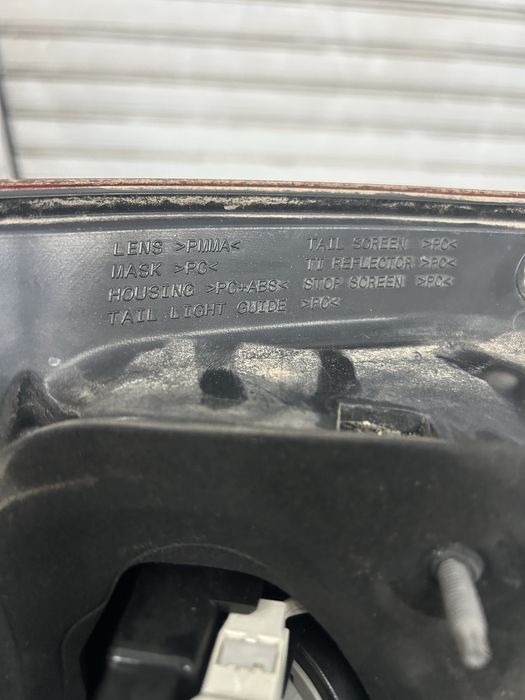 LENS >PMMA<
MASK >PC<
HOUSING >PC+ABS<
TAIL LIGHT GUIDE >PC<
TAIL SCREEN >PC<
TI REFLECTOR >PC<
STOP SCREEN >PC<